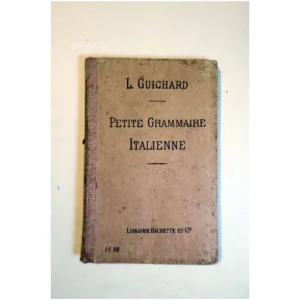 L. GUICHARD
PETITE GRAMMAIRE
ITALIENNE
LIBRAIRIE HACHETTE ET Cie